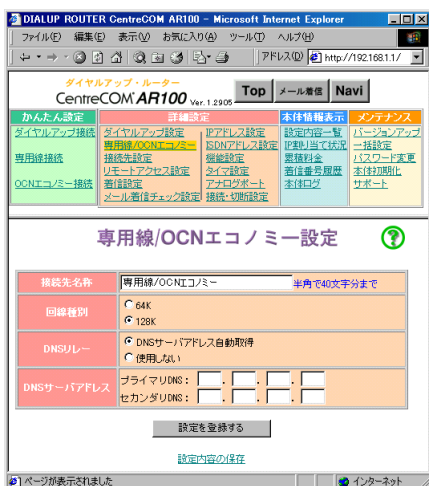 DIALUP ROUTER CentreCOM AR100 - Microsoft Internet Explorer
ファイル(F) 編集(E) 表示(V) お気に入り(A) ツール(T) ヘルプ(H)
アドレス(D) http://192.168.1.1/
ダイヤルアップ・ルーター
CentreCOM AR100 Ver.1.2905
Top メール着信 Navi
かんたん設定 詳細設定 本体情報表示 メンテナンス
ダイヤルアップ接続 ダイヤルアップ設定 IPアドレス設定 設定内容一覧 バージョンアップ
専用線/OCNエコノミー ISDNアドレス設定 IP割り当て状況 一括設定
専用線接続 接続先設定 機能設定 累積料金 パスワード変更
リモートアクセス設定 タイマ設定 着信番号履歴 本体初期化
OCNエコノミー接続 着信設定 アナログポート 本体ログ サポート
メール着信チェック設定 接続・切断設定
専用線/OCNエコノミー設定 ?
接続先名称 専用線/OCNエコノミー 半角で40文字分まで
回線種別 64K
128K
DNSリレー DNSサーバアドレス自動取得
使用しない
DNSサーバアドレス プライマリDNS: . . .
セカンダリDNS: . . .
設定を登録する
設定内容の保存
ページが表示されました インターネット